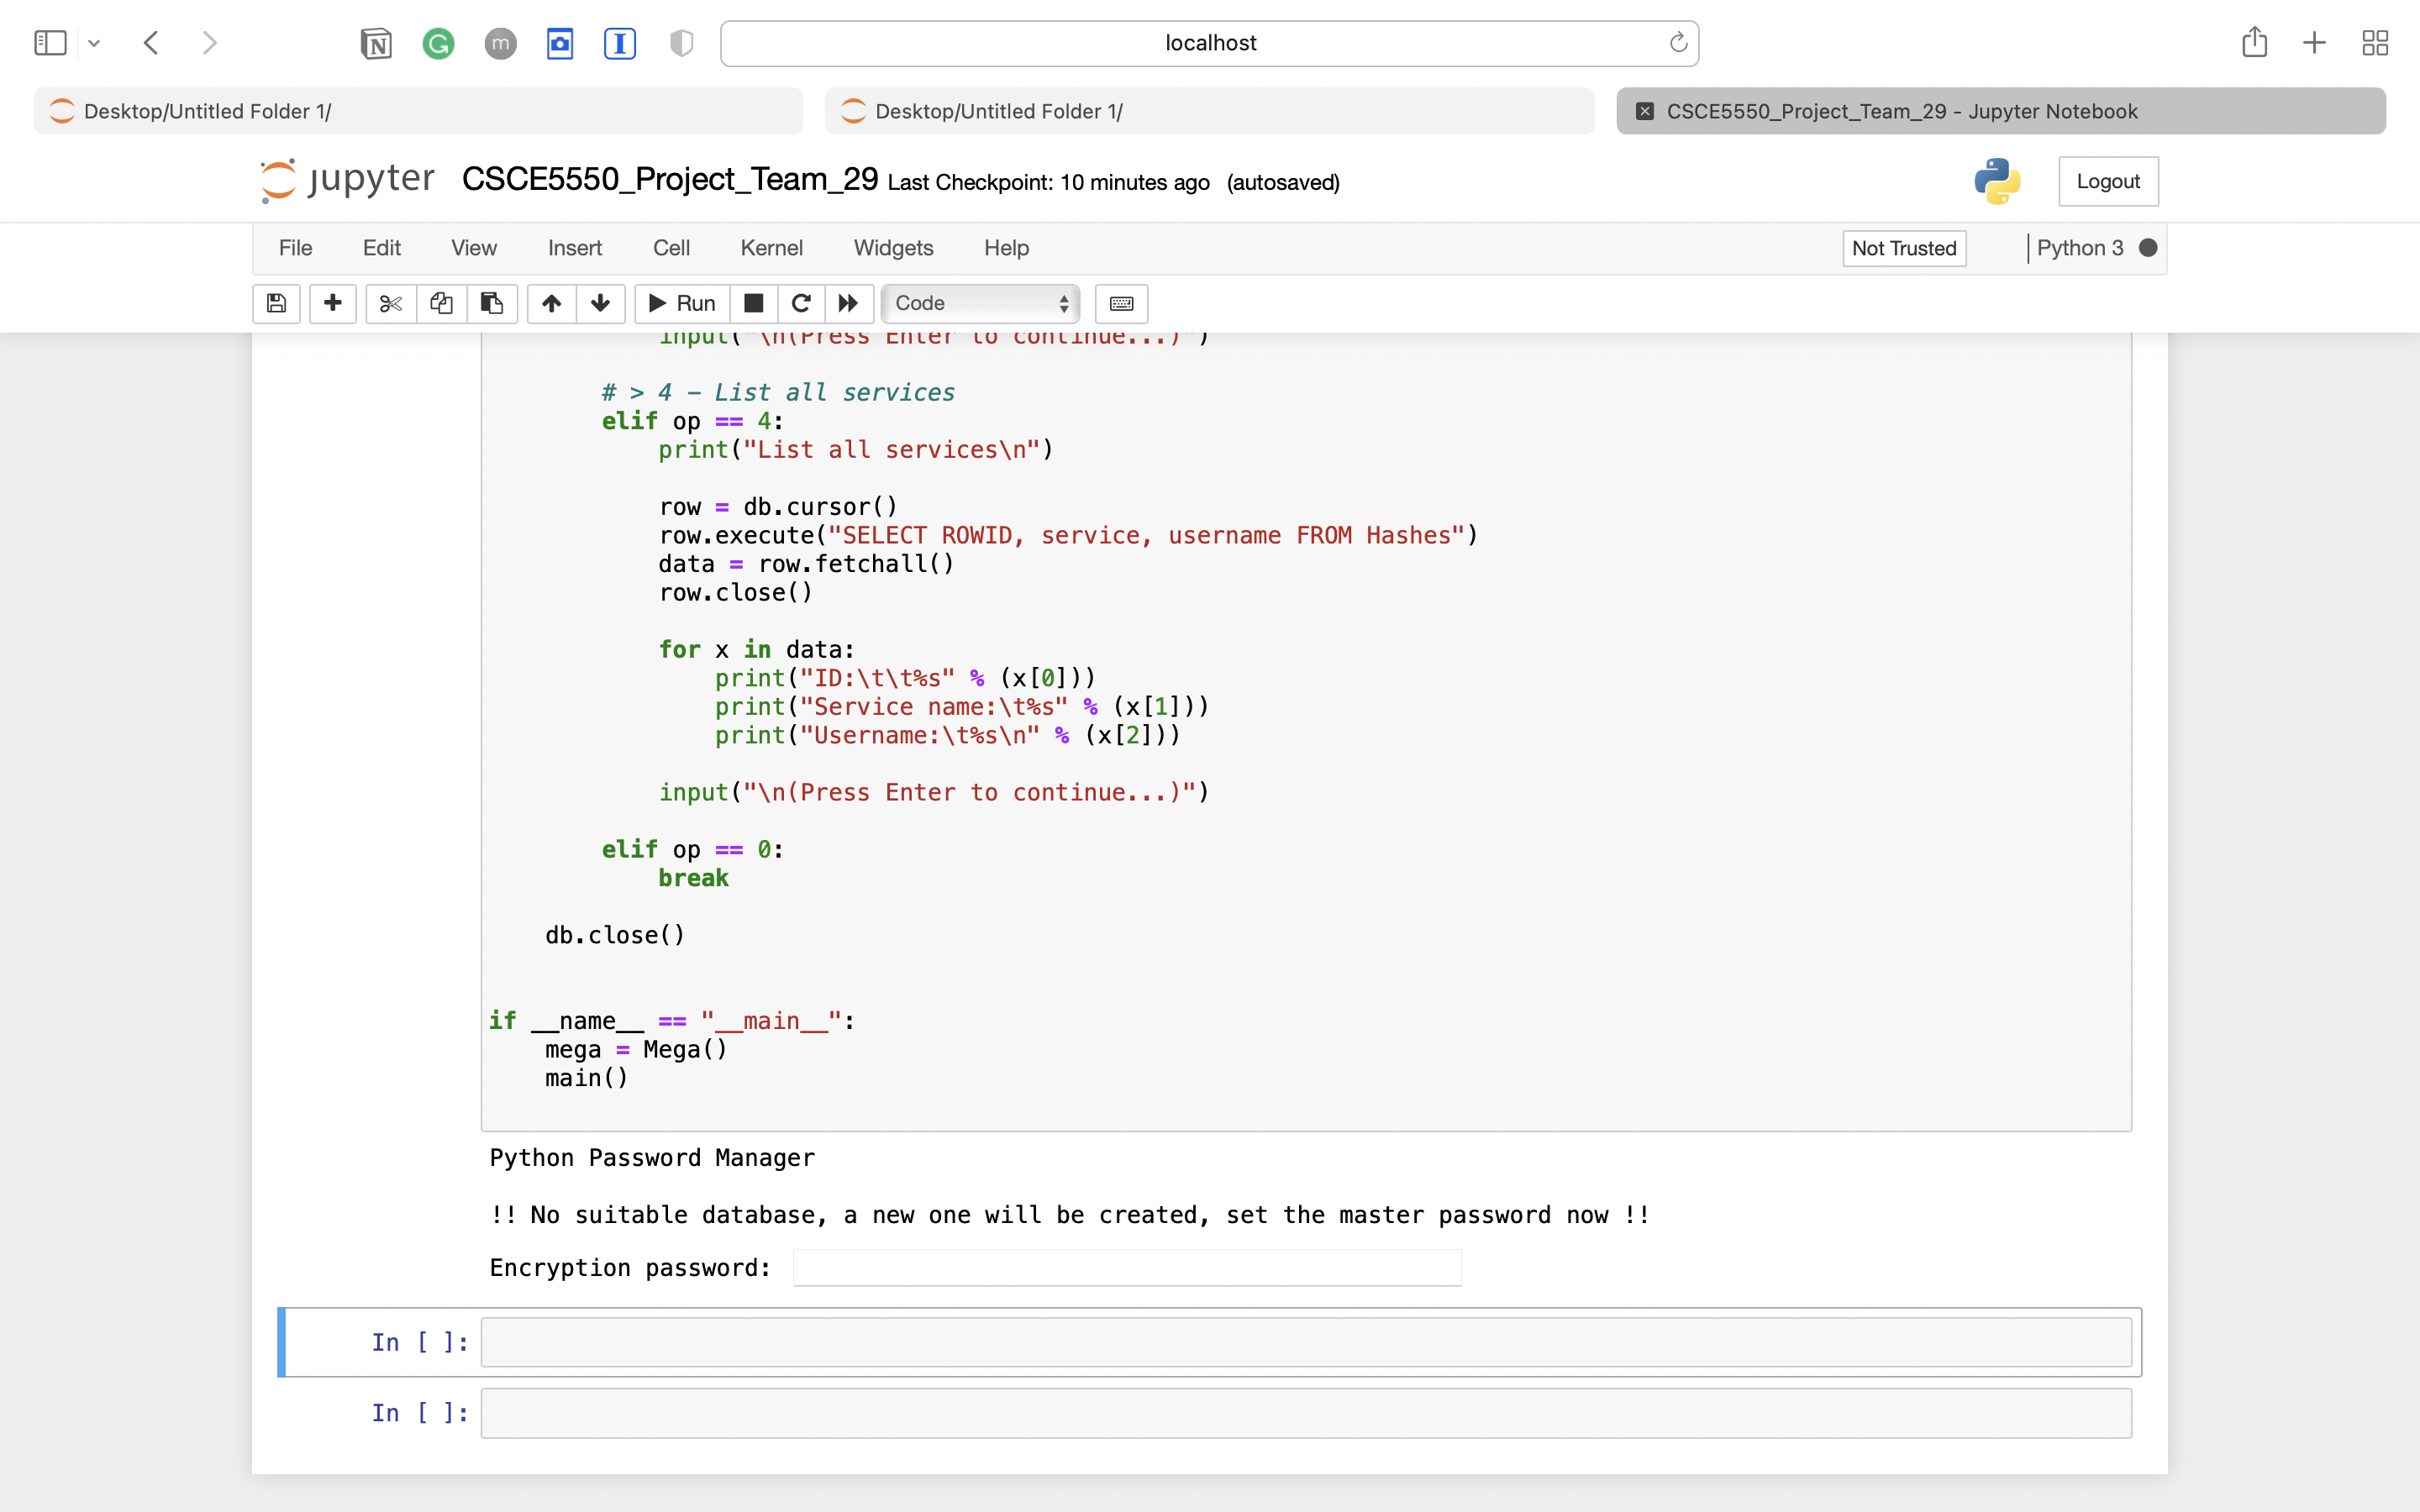 localhost
Desktop/Untitled Folder 1/
Desktop/Untitled Folder 1/
CSCE5550_Project_Team_29 - Jupyter Notebook
jupyter CSCE5550_Project_Team_29 Last Checkpoint: 10 minutes ago (autosaved)
Logout
File Edit View Insert Cell Kernel Widgets Help
Not Trusted
Python 3
Run
Code
input("\n(Press Enter to continue...)")
# > 4 - List all services
elif op == 4:
print("List all services\n")
row = db.cursor()
row.execute("SELECT ROWID, service, username FROM Hashes")
data = row.fetchall()
row.close()
for x in data:
print("ID:\t\t%s" % (x[0]))
print("Service name:\t%s" % (x[1]))
print("Username:\t%s\n" % (x[2]))
input("\n(Press Enter to continue...)")
elif op == 0:
break
db.close()
if __name__ == "__main__":
mega = Mega()
main()
Python Password Manager
!! No suitable database, a new one will be created, set the master password now !!
Encryption password:
In [ ]:
In [ ]: